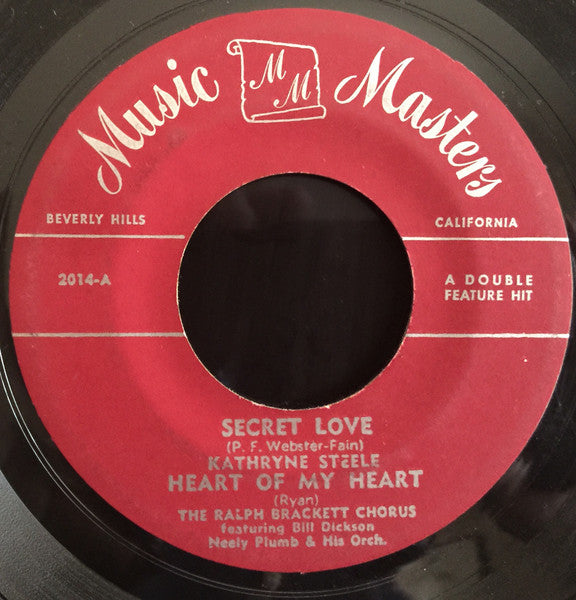 Music MM Masters
BEVERLY HILLS
CALIFORNIA
2014-A
A DOUBLE
FEATURE HIT
SECRET LOVE
(P. F. Webster-Fain)
KATHRYNE STEELE
HEART OF MY HEART
(Ryan)
THE RALPH BRACKETT CHORUS
featuring Bill Dickson
Neely Plumb & His Orch.